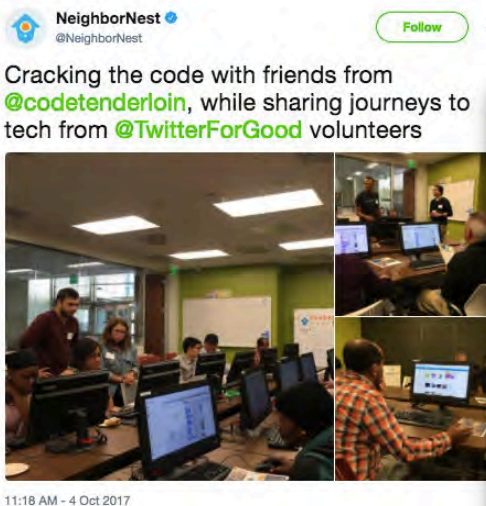 NeighborNest
@NeighborNest
Follow
Cracking the code with friends from
@codetenderloin, while sharing journeys to
tech from @TwitterForGood volunteers
11:18 AM - 4 Oct 2017